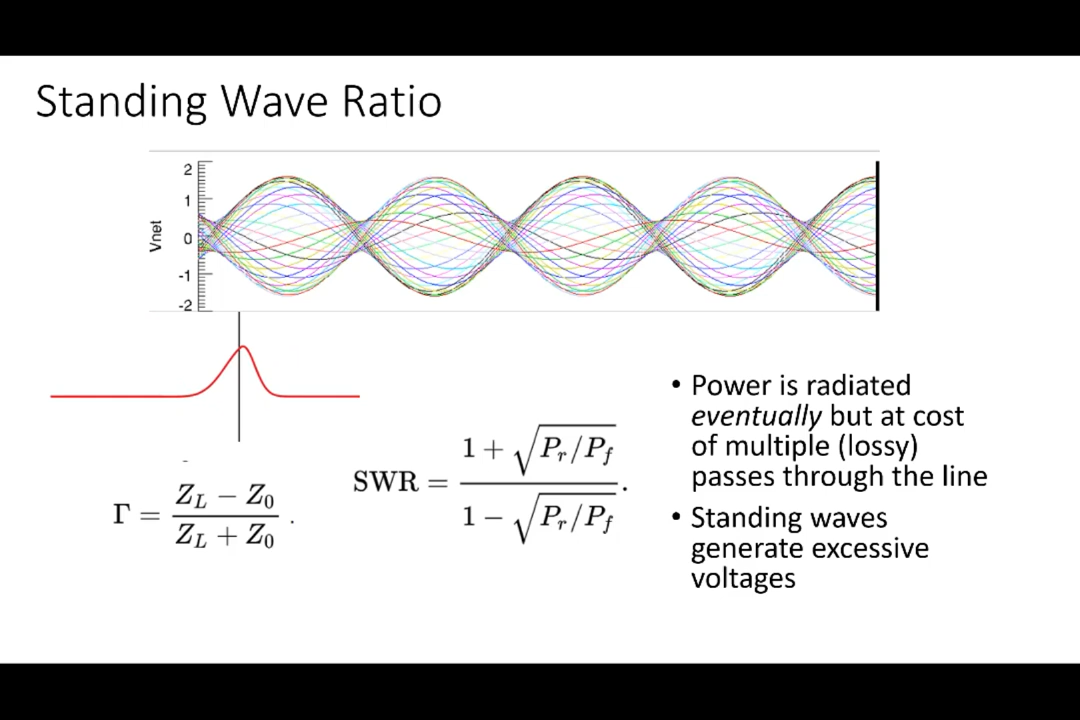 Standing Wave Ratio
2
1
0
-1
-2
Vnet
Γ = (Z_L − Z_0) / (Z_L + Z_0) .
SWR = (1 + √(P_r/P_f)) / (1 − √(P_r/P_f)) .
• Power is radiated
eventually but at cost
of multiple (lossy)
passes through the line
• Standing waves
generate excessive
voltages